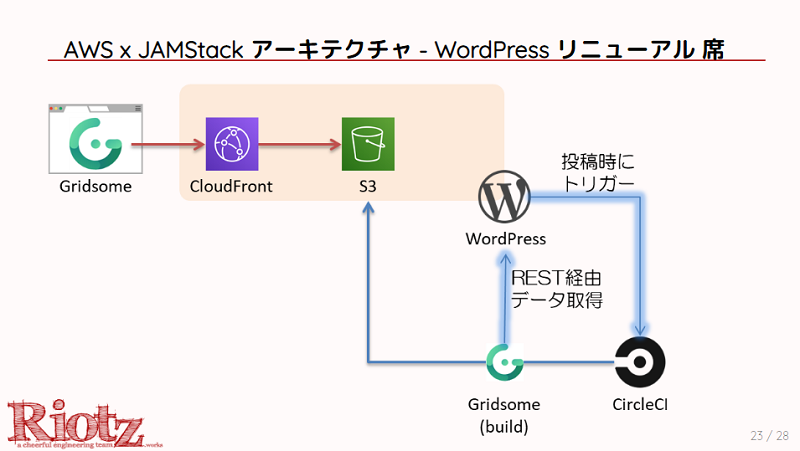 AWS x JAMStack アーキテクチャ - WordPress リニューアル 席
Gridsome
CloudFront
S3
WordPress
投稿時に
トリガー
REST経由
データ取得
Gridsome
(build)
CircleCI
Riotz
a cheerful engineering team .works
23 / 28